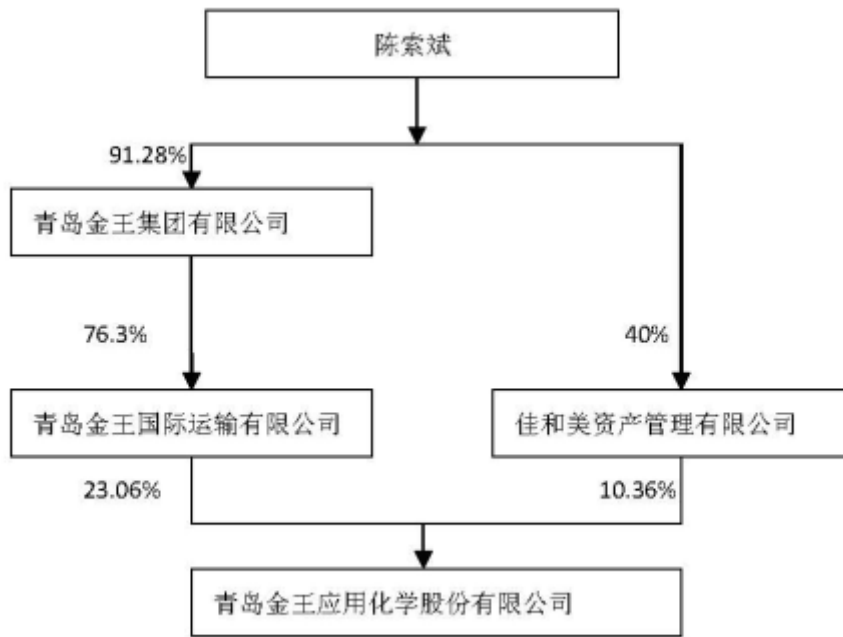 陈索斌
91.28%
青岛金王集团有限公司
76.3%
40%
青岛金王国际运输有限公司
佳和美资产管理有限公司
23.06%
10.36%
青岛金王应用化学股份有限公司